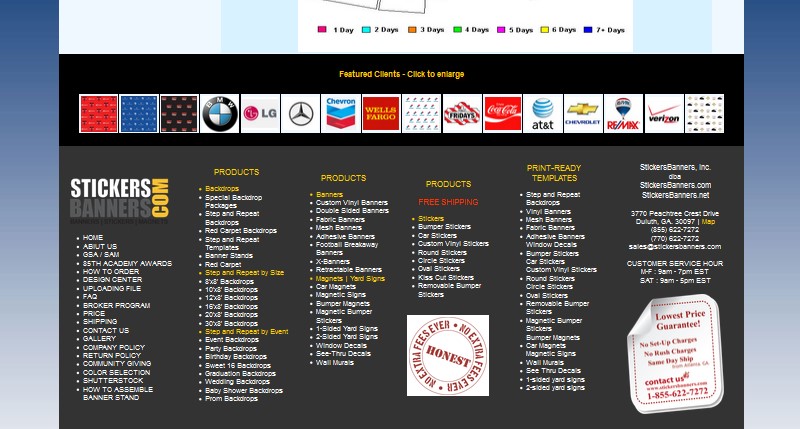 1 Day
2 Days
3 Days
4 Days
5 Days
6 Days
7+ Days
Featured Clients - Click to enlarge
BMW
LG
Chevron
WELLS
FARGO
FRIDAYS
Coca-Cola
at&t
CHEVROLET
RE/MAX
verizon
STICKERS
BANNERS
COM
HOME
ABIUT US
GSA / SAM
85TH ACADEMY AWARDS
HOW TO ORDER
DESIGN CENTER
UPLOADING FILE
FAQ
BROKER PROGRAM
PRICE
SHIPPING
CONTACT US
GALLERY
COMPANY POLICY
RETURN POLICY
COMMUNITY GIVING
COLOR SELECTION
SHUTTERSTOCK
HOW TO ASSEMBLE
BANNER STAND
PRODUCTS
Backdrops
Special Backdrop
Packages
Step and Repeat
Backdrops
Red Carpet Backdrops
Step and Repeat
Templates
Banner Stands
Red Carpet
Step and Repeat by Size
8'x8' Backdrops
10'x8' Backdrops
12'x8' Backdrops
16'x8' Backdrops
20'x8' Backdrops
30'x8' Backdrops
Step and Repeat by Event
Event Backdrops
Party Backdrops
Birthday Backdrops
Sweet 16 Backdrops
Graduation Backdrops
Wedding Backdrops
Baby Shower Backdrops
Prom Backdrops
PRODUCTS
Banners
Custom Vinyl Banners
Double Sided Banners
Fabric Banners
Mesh Banners
Adhesive Banners
Football Breakaway
Banners
X-Banners
Retractable Banners
Magnets | Yard Signs
Car Magnets
Magnetic Signs
Bumper Magnets
Magnetic Bumper
Stickers
1-Sided Yard Signs
2-Sided Yard Signs
Window Decals
See-Thru Decals
Wall Murals
PRODUCTS
FREE SHIPPING
Stickers
Bumper Stickers
Car Stickers
Custom Vinyl Stickers
Round Stickers
Circle Stickers
Oval Stickers
Kiss Cut Stickers
Removable Bumper
Stickers
NO EXTRA FEES EVER
HONEST
NO EXTRA FEES EVER
PRINT-READY
TEMPLATES
Step and Repeat
Backdrops
Vinyl Banners
Mesh Banners
Fabric Banners
Adhesive Banners
Window Decals
Bumper Stickers
Car Stickers
Custom Vinyl Stickers
Round Stickers
Circle Stickers
Oval Stickers
Removable Bumper
Stickers
Magnetic Bumper
Stickers
Bumper Magnets
Car Magnets
Magnetic Signs
Wall Murals
See Thru Decals
1-sided yard signs
2-sided yard signs
StickersBanners, Inc.
dba
StickersBanners.com
StickersBanners.net
3770 Peachtree Crest Drive
Duluth, GA, 30097 | Map
(855) 622-7272
(770) 622-7272
sales@stickersbanners.com
CUSTOMER SERVICE HOUR
M-F : 9am - 7pm EST
SAT : 9am - 5pm EST
Lowest Price
Guarantee!
No Set-Up Charges
No Rush Charges
Same Day Ship
from Atlanta, GA
contact us
www.stickersbanners.com
1-855-622-7272